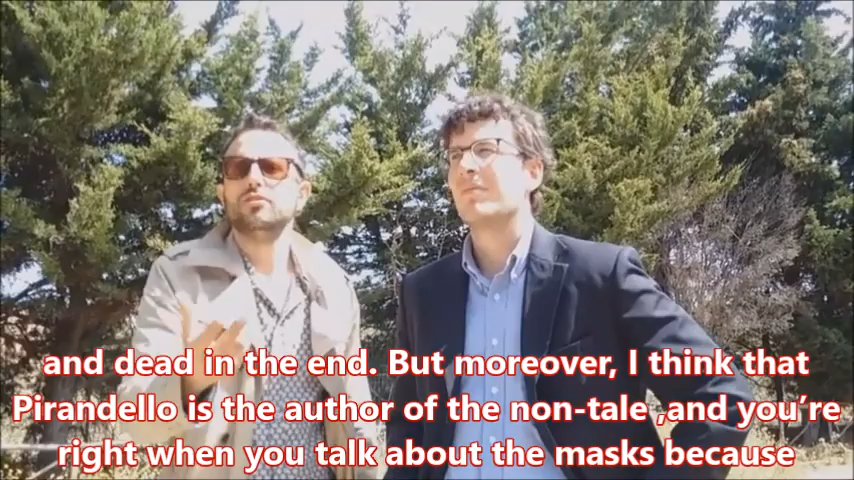 and dead in the end. But moreover, I think that
Pirandello is the author of the non-tale ,and you're
right when you talk about the masks because